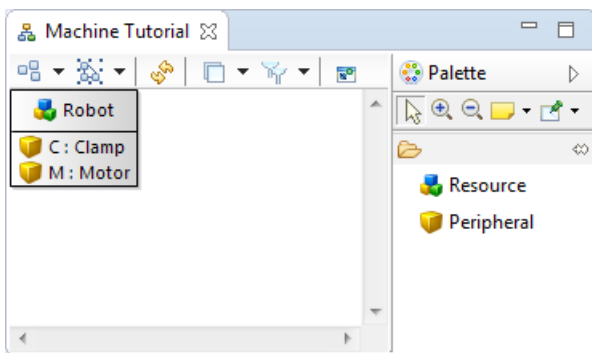 Machine Tutorial
Palette
Robot
C : Clamp
M : Motor
Resource
Peripheral